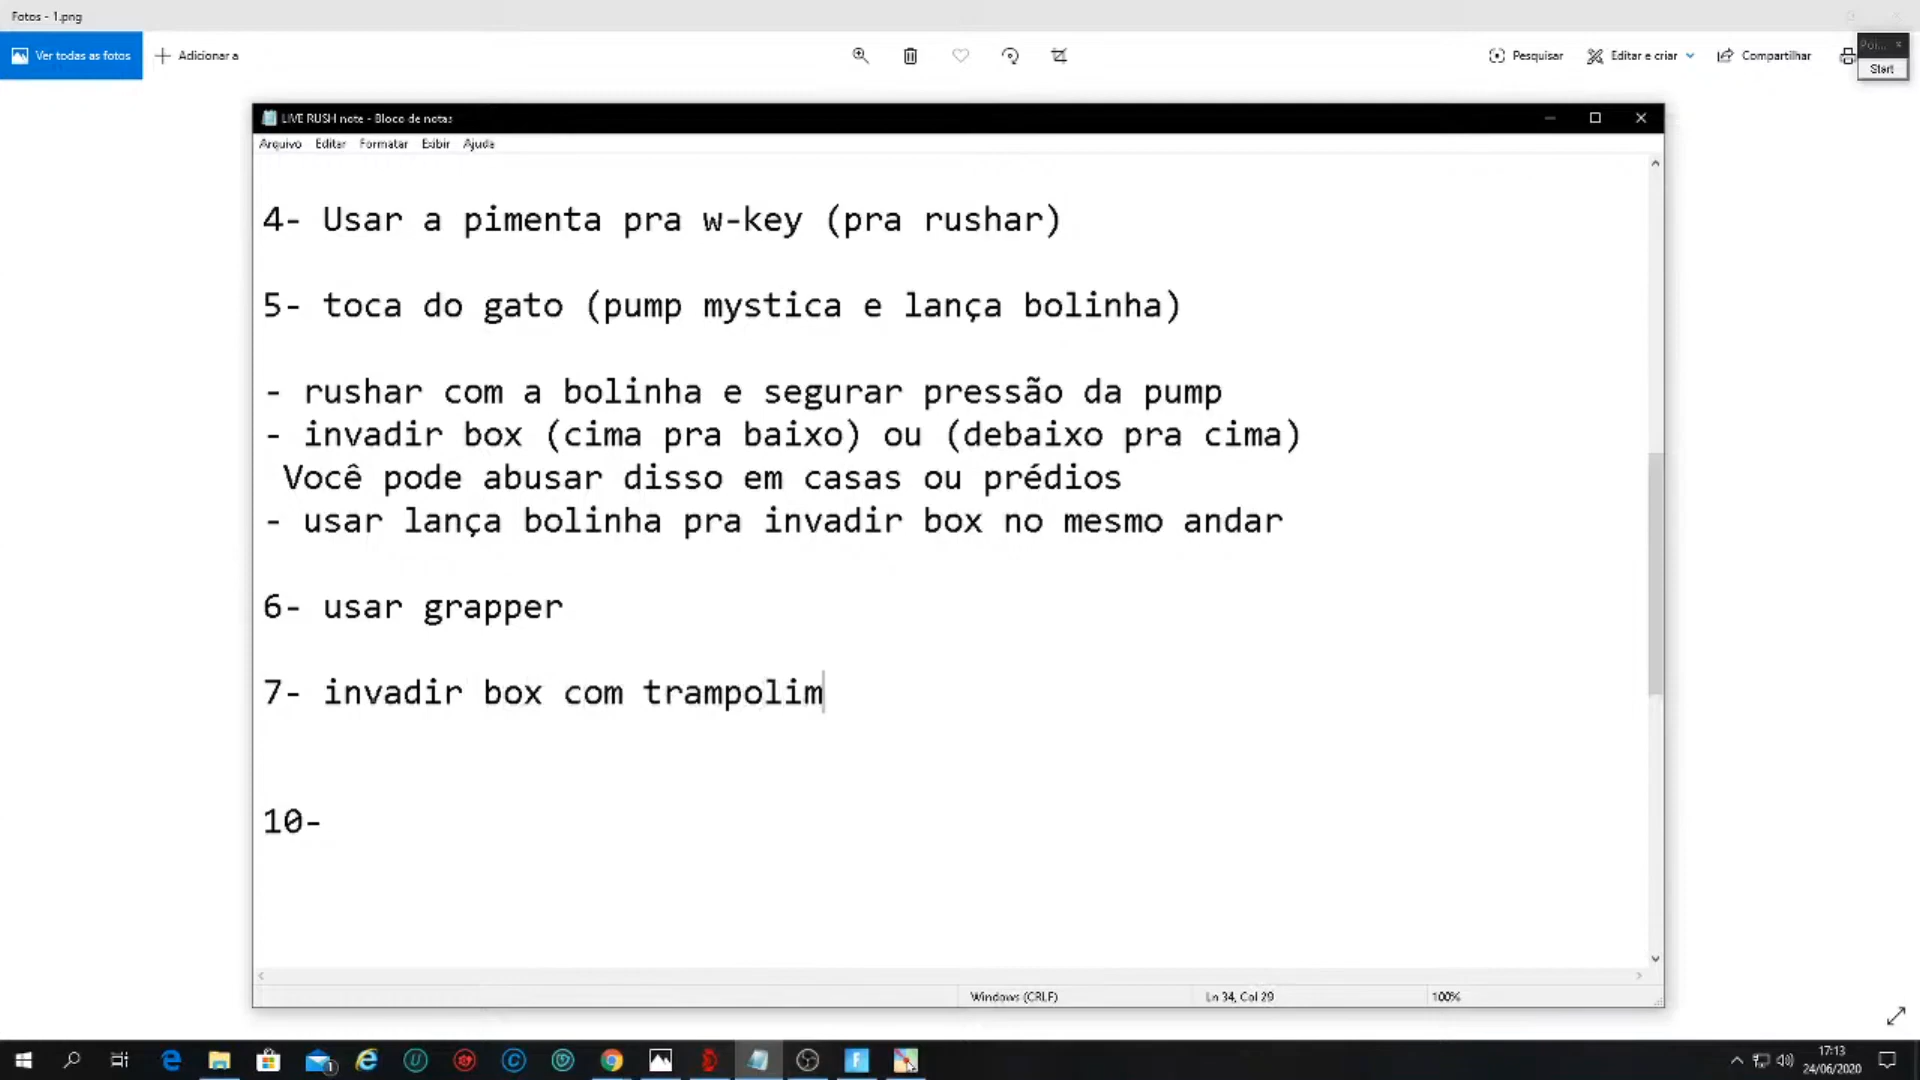 Fotos - 1.png
Ver todas as fotos
Adicionar a
Pesquisar
Editar e criar
Compartilhar
Start
LIVE RUSH note - Bloco de notas
Arquivo Editar Formatar Exibir Ajuda
4- Usar a pimenta pra w-key (pra rushar)
5- toca do gato (pump mystica e lança bolinha)
- rushar com a bolinha e segurar pressão da pump
- invadir box (cima pra baixo) ou (debaixo pra cima)
Você pode abusar disso em casas ou prédios
- usar lança bolinha pra invadir box no mesmo andar
6- usar grapper
7- invadir box com trampolim
10-
Windows (CRLF)
Ln 34, Col 29
100%
17:13
24/06/2020